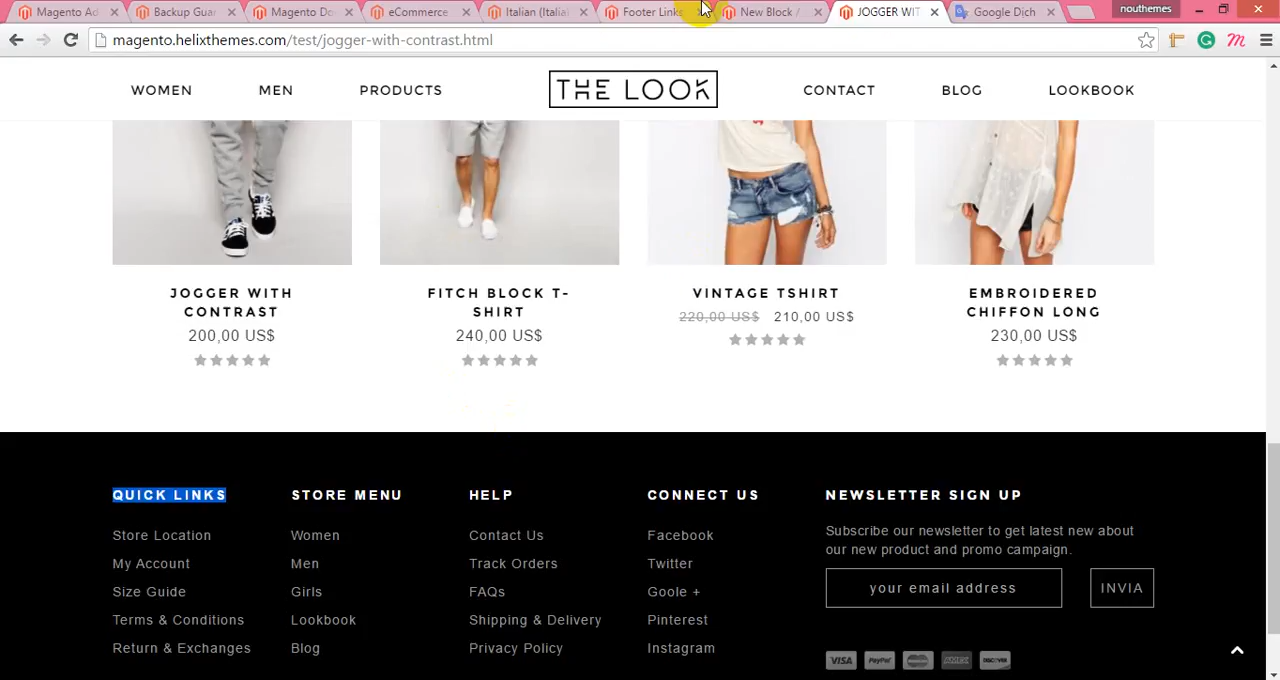 Magento Ad
Backup Gua
Magento Do
eCommerce
Italian (Italia
Footer Links
New Block /
JOGGER WIT
Google Dịch
nouthemes
magento.helixthemes.com/test/jogger-with-contrast.html
WOMEN
MEN
PRODUCTS
THE LOOK
CONTACT
BLOG
LOOKBOOK
JOGGER WITH
CONTRAST
200,00 US$
FITCH BLOCK T-
SHIRT
240,00 US$
VINTAGE TSHIRT
220,00 US$ 210,00 US$
EMBROIDERED
CHIFFON LONG
230,00 US$
QUICK LINKS
Store Location
My Account
Size Guide
Terms & Conditions
Return & Exchanges
STORE MENU
Women
Men
Girls
Lookbook
Blog
HELP
Contact Us
Track Orders
FAQs
Shipping & Delivery
Privacy Policy
CONNECT US
Facebook
Twitter
Goole +
Pinterest
Instagram
NEWSLETTER SIGN UP
Subscribe our newsletter to get latest new about
our new product and promo campaign.
your email address
INVIA
VISA
PayPal
DISCOVER